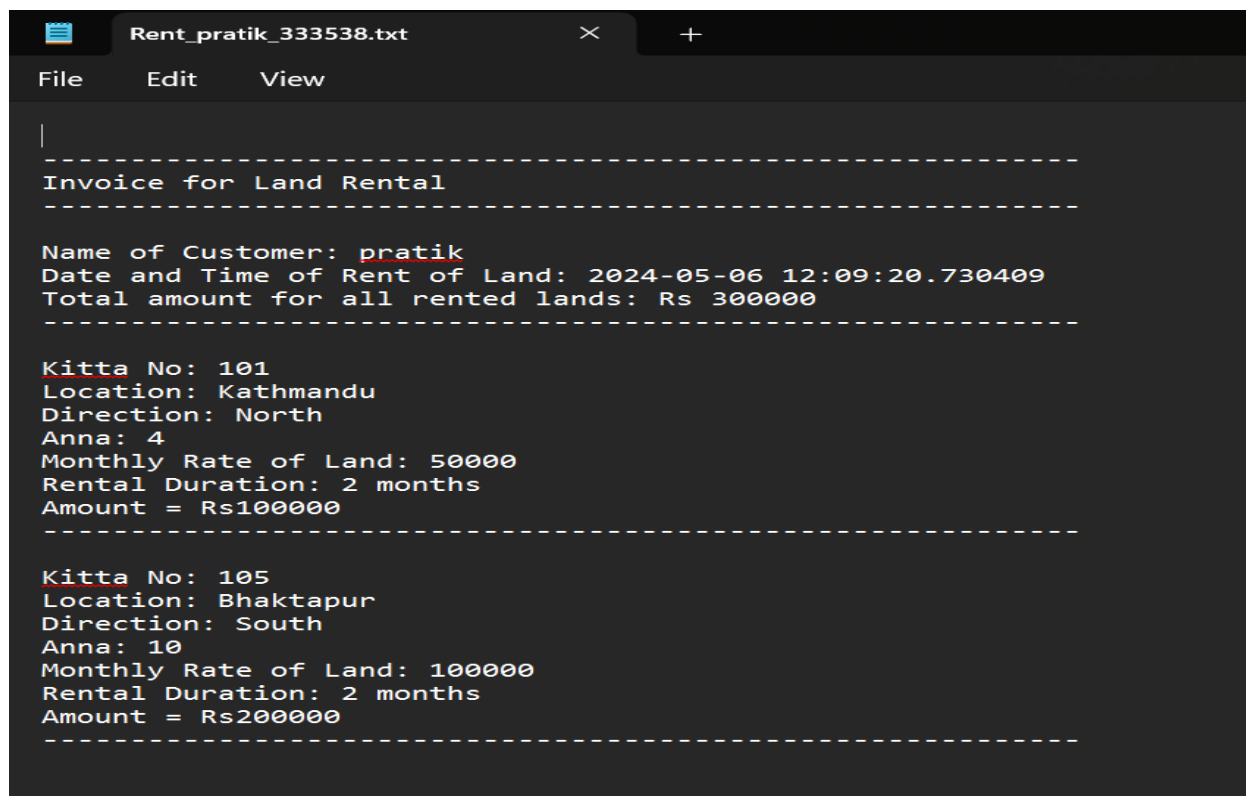 Rent_pratik_333538.txt
File Edit View
-----------------------------------------------------------
Invoice for Land Rental
-----------------------------------------------------------
Name of Customer: pratik
Date and Time of Rent of Land: 2024-05-06 12:09:20.730409
Total amount for all rented lands: Rs 300000
-----------------------------------------------------------
Kitta No: 101
Location: Kathmandu
Direction: North
Anna: 4
Monthly Rate of Land: 50000
Rental Duration: 2 months
Amount = Rs100000
-----------------------------------------------------------
Kitta No: 105
Location: Bhaktapur
Direction: South
Anna: 10
Monthly Rate of Land: 100000
Rental Duration: 2 months
Amount = Rs200000
-----------------------------------------------------------